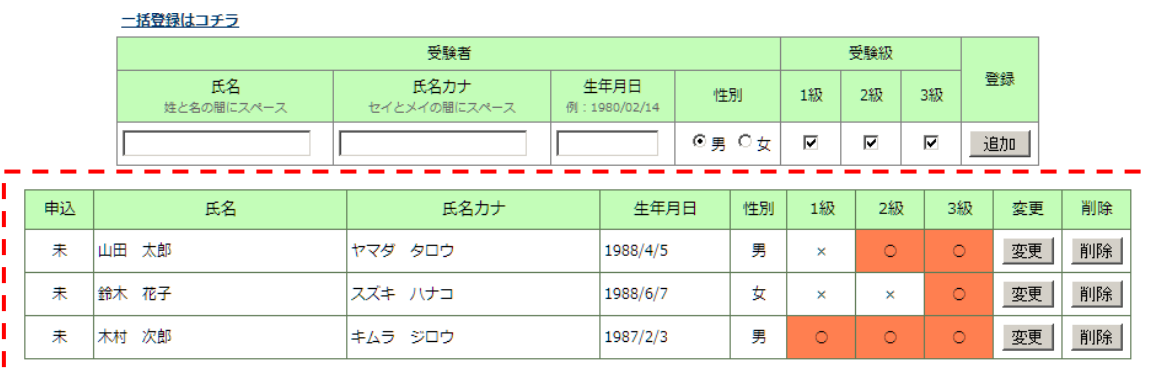 一括登録はコチラ
受験者 受験級 登録
氏名 氏名カナ 生年月日 性別 1級 2級 3級
姓と名の間にスペース セイとメイの間にスペース 例：1980/02/14
男 女 追加
申込 氏名 氏名カナ 生年月日 性別 1級 2級 3級 変更 削除
未 山田 太郎 ヤマダ タロウ 1988/4/5 男 × ○ ○ 変更 削除
未 鈴木 花子 スズキ ハナコ 1988/6/7 女 × × ○ 変更 削除
未 木村 次郎 キムラ ジロウ 1987/2/3 男 ○ ○ ○ 変更 削除